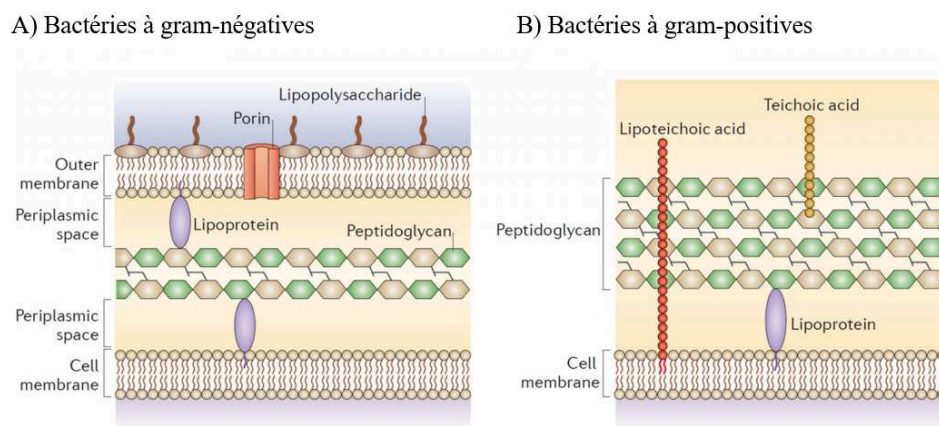 A) Bactéries à gram-négatives
B) Bactéries à gram-positives
Lipopolysaccharide
Porin
Outer
membrane
Periplasmic
space
Lipoprotein
Peptidoglycan
Periplasmic
space
Cell
membrane
Teichoic acid
Lipoteichoic acid
Peptidoglycan
Lipoprotein
Cell
membrane